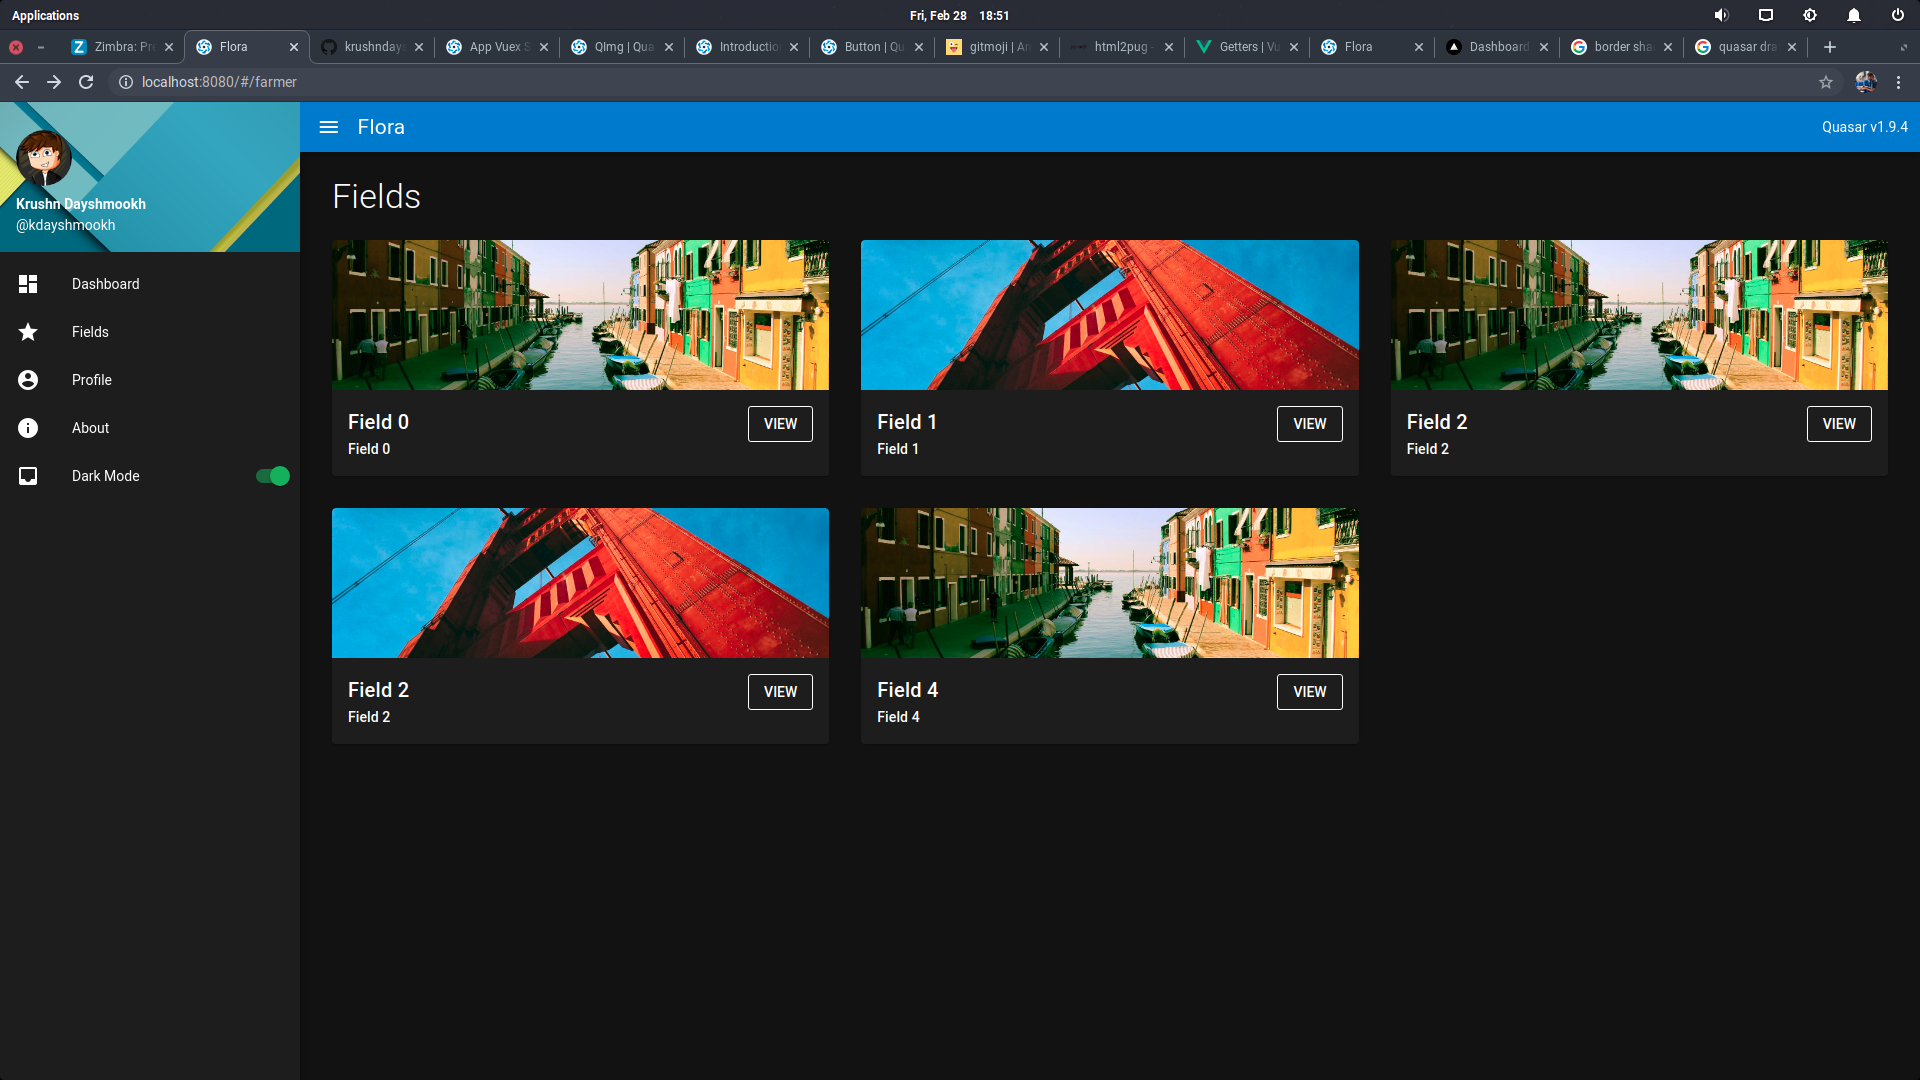 Applications
Fri, Feb 28 18:51
Zimbra: Pr
Flora
krushnday
App Vuex S
QImg | Qua
Introductio
Button | Qu
gitmoji | An
html2pug -
Getters | Vu
Flora
Dashboard
border sha
quasar dra
localhost:8080/#/farmer
Krushn Dayshmookh
@kdayshmookh
Dashboard
Fields
Profile
About
Dark Mode
Flora
Quasar v1.9.4
Fields
Field 0
Field 0
VIEW
Field 1
Field 1
VIEW
Field 2
Field 2
VIEW
Field 2
Field 2
VIEW
Field 4
Field 4
VIEW